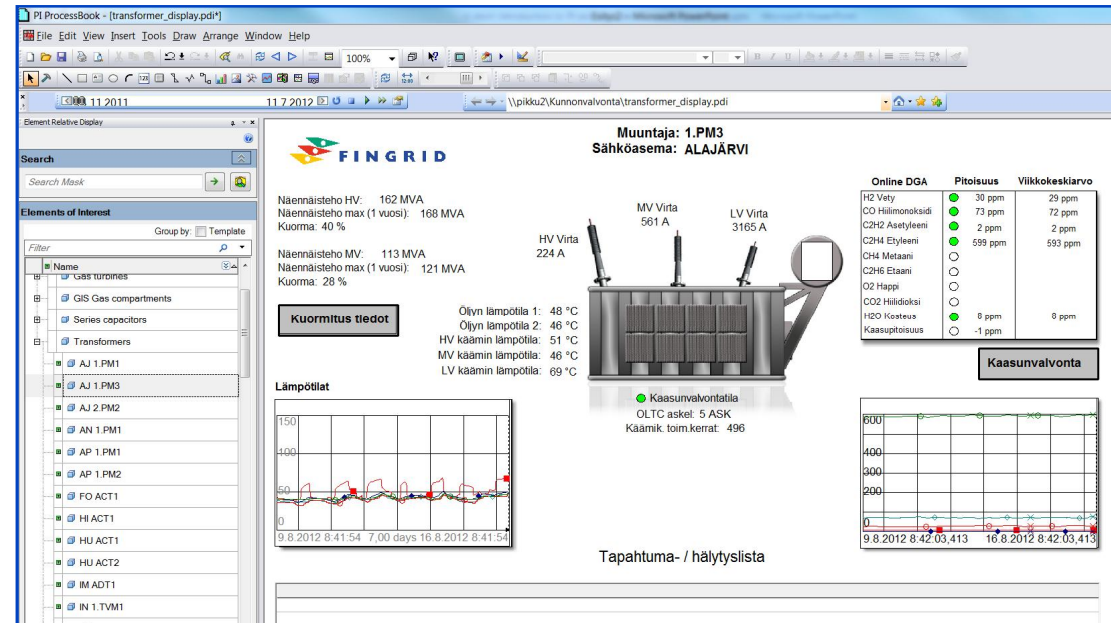 PI ProcessBook - [transformer_display.pdi*]
File Edit View Insert Tools Draw Arrange Window Help
100%
11 2011
11.7.2012
\\pikku2\Kunnonvalvonta\transformer_display.pdi
Element Relative Display
Search
Search Mask
Elements of Interest
Group by: Template
Filter
Name
Gas turbines
GIS Gas compartments
Series capacitors
Transformers
AJ 1.PM1
AJ 1.PM3
AJ 2.PM2
AN 1.PM1
AP 1.PM1
AP 1.PM2
FO ACT1
HI ACT1
HU ACT1
HU ACT2
IM ADT1
IN 1.TVM1
FINGRID
Muuntaja: 1.PM3
Sähköasema: ALAJÄRVI
Näennäisteho HV: 162 MVA
Näennäisteho max (1 vuosi): 168 MVA
Kuorma: 40 %
Näennäisteho MV: 113 MVA
Näennäisteho max (1 vuosi): 121 MVA
Kuorma: 28 %
Kuormitus tiedot
HV Virta
224 A
MV Virta
561 A
LV Virta
3165 A
Öljyn lämpötila 1: 48 °C
Öljyn lämpötila 2: 46 °C
HV käämin lämpötila: 51 °C
MV käämin lämpötila: 46 °C
LV käämin lämpötila: 69 °C
Kaasunvalvontatila
OLTC askel: 5 ASK
Käämik. toim.kerrat: 496
Online DGA Pitoisuus Viikkokeskiarvo
H2 Vety 30 ppm 29 ppm
CO Hiilimonoksidi 73 ppm 72 ppm
C2H2 Asetyleeni 2 ppm 2 ppm
C2H4 Etyleeni 599 ppm 593 ppm
CH4 Metaani
C2H6 Etaani
O2 Happi
CO2 Hiilidioksi
H2O Kosteus 8 ppm 8 ppm
Kaasupitoisuus -1 ppm
Kaasunvalvonta
Lämpötilat
150
100
50
0
9.8.2012 8:41:54 7,00 days 16.8.2012 8:41:54
600
400
300
200
0
9.8.2012 8:42:03,413 16.8.2012 8:42:03,413
Tapahtuma- / hälytyslista